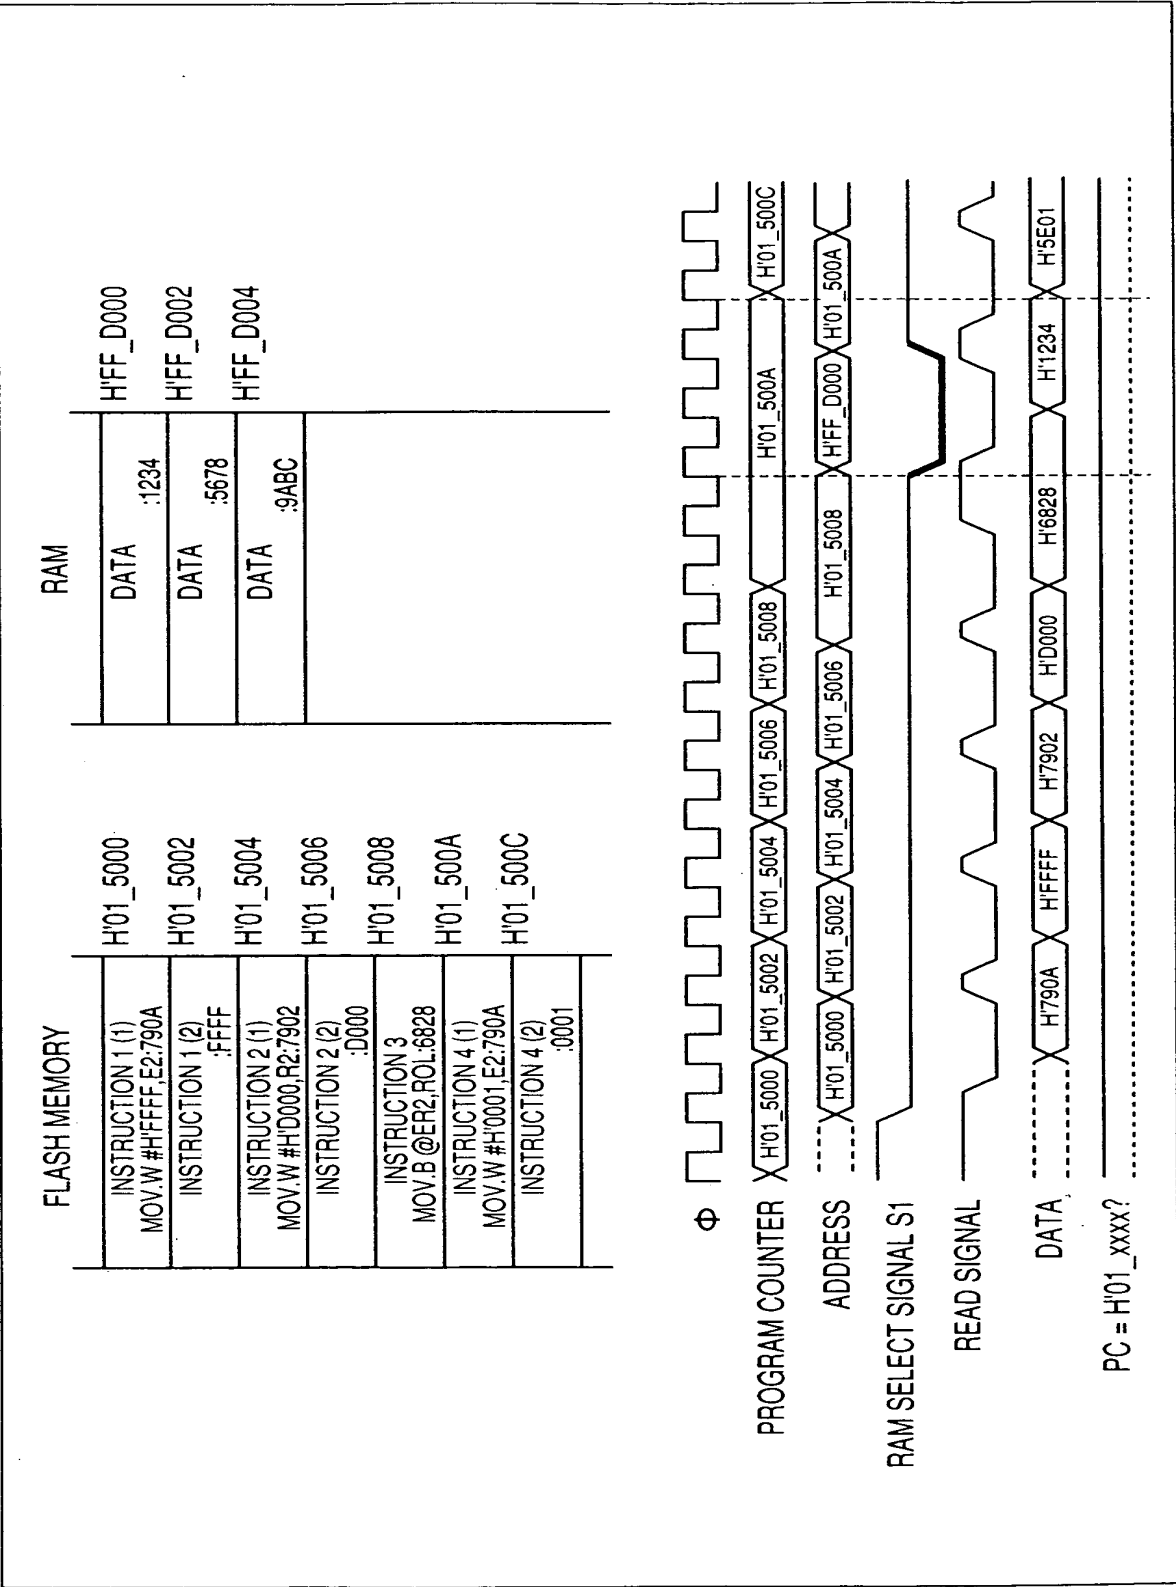 FLASH MEMORY
INSTRUCTION 1 (1)
MOV.W #H'FFFF,E2:790A
H'01_5000
INSTRUCTION 1 (2)
:FFFF
H'01_5002
INSTRUCTION 2 (1)
MOV.W #H'D000,R2:7902
H'01_5004
INSTRUCTION 2 (2)
:D000
H'01_5006
INSTRUCTION 3
MOV.B @ER2,ROL:6828
H'01_5008
INSTRUCTION 4 (1)
MOV.W #H'0001,E2:790A
H'01_500A
INSTRUCTION 4 (2)
:0001
H'01_500C
RAM
DATA
:1234
H'FF_D000
DATA
:5678
H'FF_D002
DATA
:9ABC
H'FF_D004
Φ
PROGRAM COUNTER
H'01_5000
H'01_5002
H'01_5004
H'01_5006
H'01_5008
H'01_500A
H'01_500C
ADDRESS
H'01_5000
H'01_5002
H'01_5004
H'01_5006
H'01_5008
H'FF_D000
H'01_500A
RAM SELECT SIGNAL S1
READ SIGNAL
DATA
H'790A
H'FFFF
H'7902
H'D000
H'6828
H'1234
H'5E01
PC = H'01_xxxx?